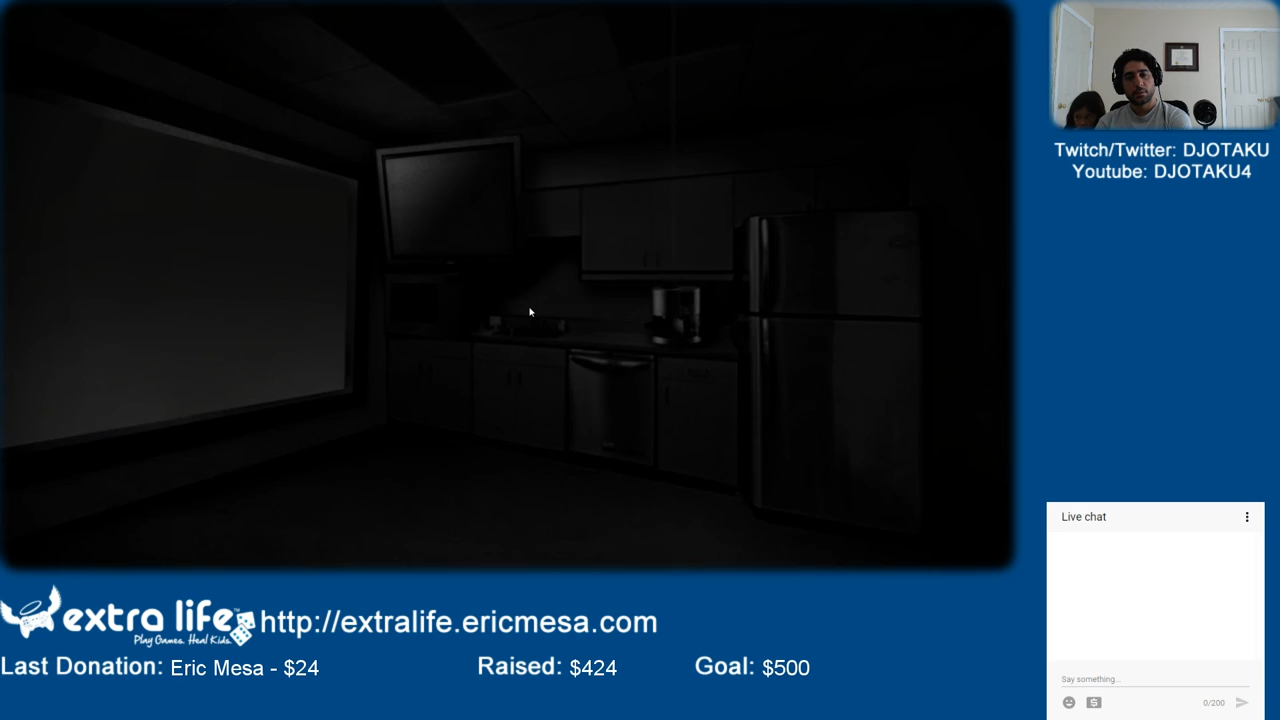 Twitch/Twitter: DJOTAKU
Youtube: DJOTAKU4
Live chat
Say something...
0/200
extra life
Play Games. Heal Kids.
http://extralife.ericmesa.com
Last Donation: Eric Mesa - $24
Raised: $424
Goal: $500